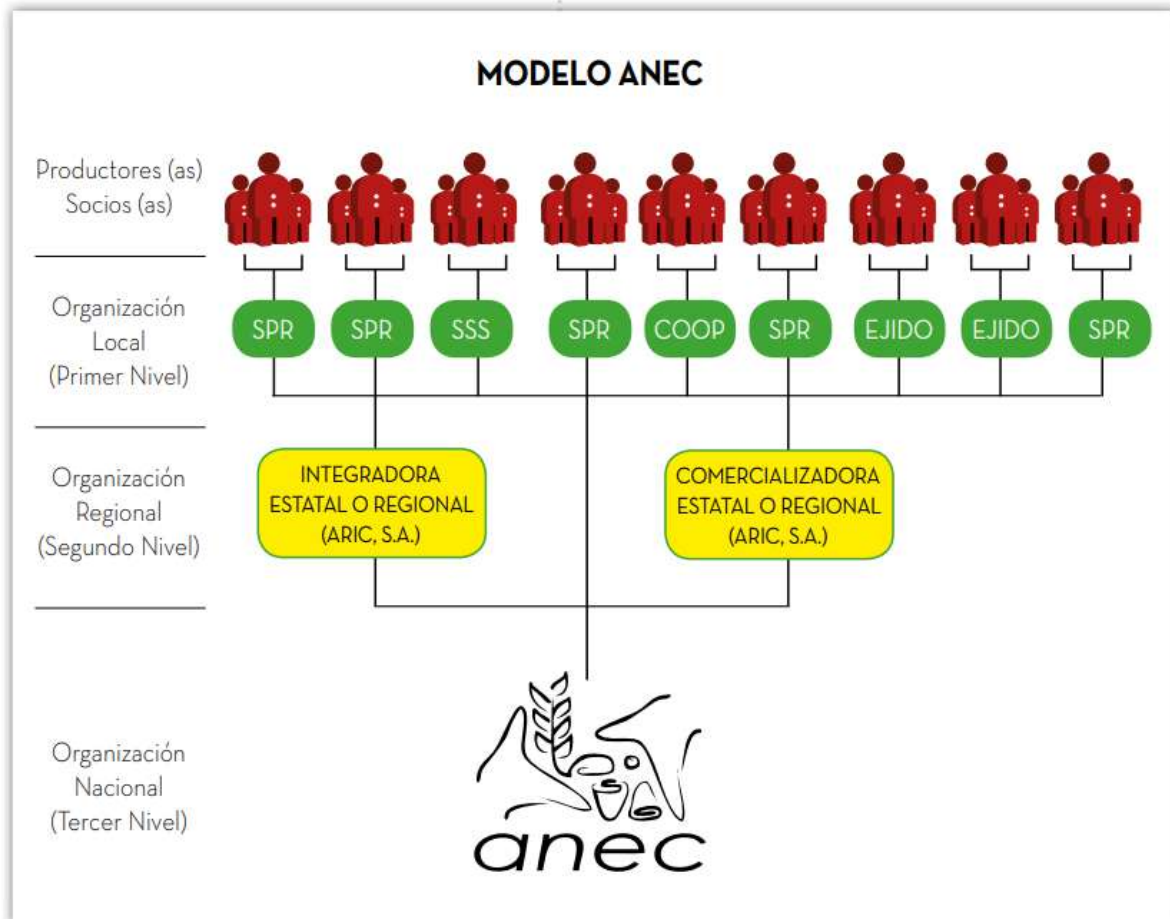 MODELO ANEC
Productores (as)
Socios (as)
Organización
Local
(Primer Nivel)
SPR
SPR
SSS
SPR
COOP
SPR
EJIDO
EJIDO
SPR
Organización
Regional
(Segundo Nivel)
INTEGRADORA
ESTATAL O REGIONAL
(ARIC, S.A.)
COMERCIALIZADORA
ESTATAL O REGIONAL
(ARIC, S.A.)
Organización
Nacional
(Tercer Nivel)
anec